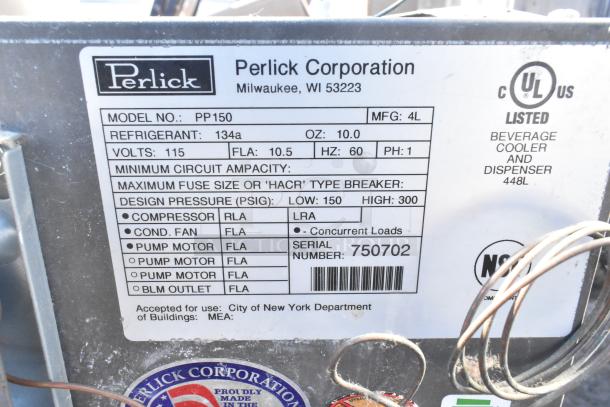 Perlick
Perlick Corporation
Milwaukee, WI 53223
C UL US
LISTED
BEVERAGE
COOLER
AND
DISPENSER
448L
MODEL NO.: PP150 MFG: 4L
REFRIGERANT: 134a OZ: 10.0
VOLTS: 115 FLA: 10.5 HZ: 60 PH: 1
MINIMUM CIRCUIT AMPACITY:
MAXIMUM FUSE SIZE OR 'HACR' TYPE BREAKER:
DESIGN PRESSURE (PSIG): LOW: 150 HIGH: 300
COMPRESSOR RLA LRA
COND. FAN FLA - Concurrent Loads
PUMP MOTOR FLA SERIAL
PUMP MOTOR FLA NUMBER: 750702
PUMP MOTOR FLA
BLM OUTLET FLA
Accepted for use: City of New York Department
of Buildings: MEA:
PERLICK CORPORATION
PROUDLY
MADE
IN THE